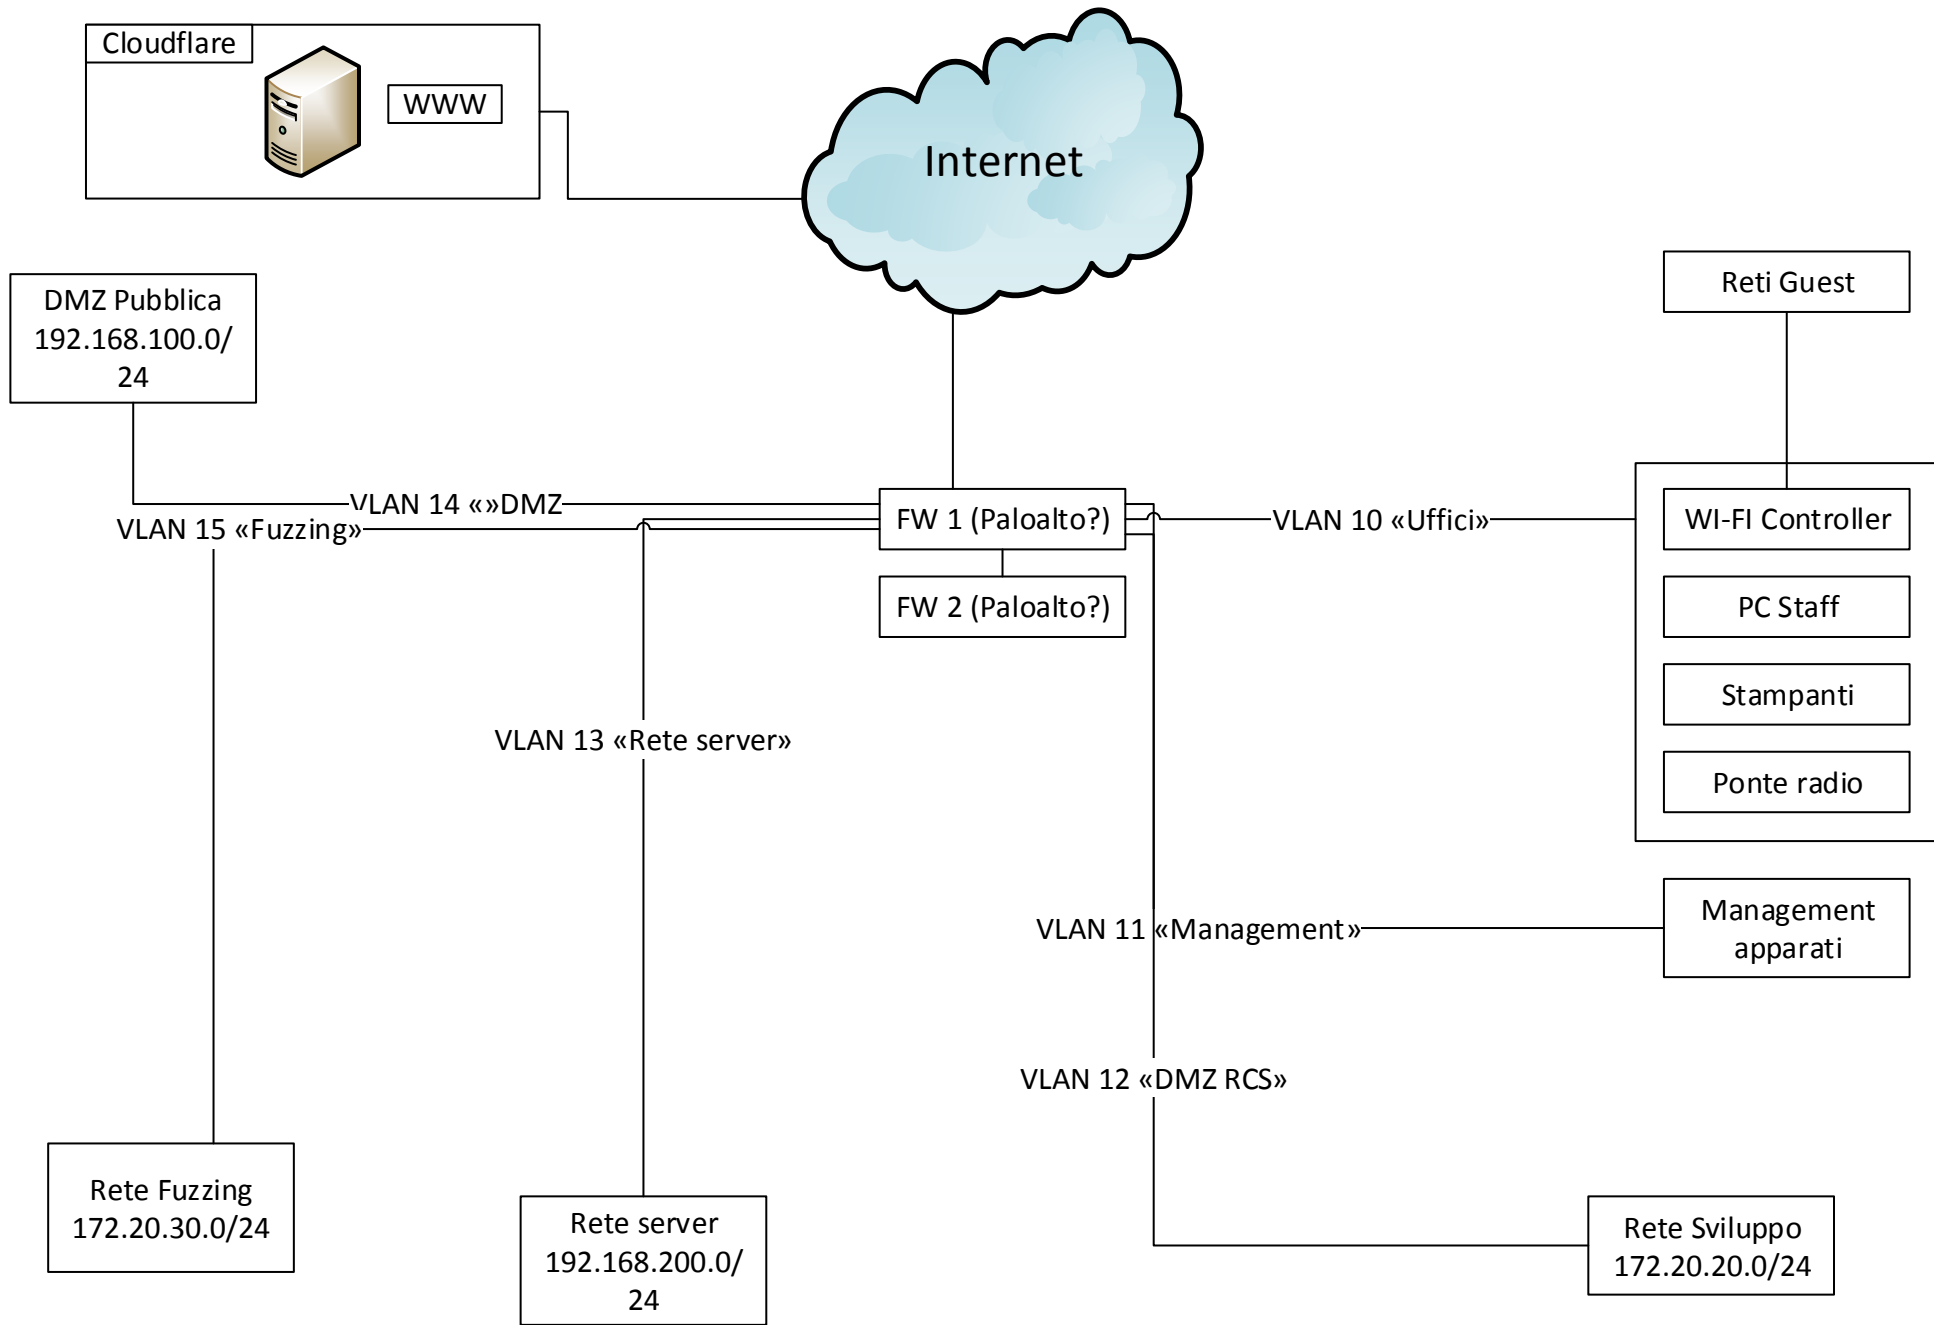 Cloudflare
WWW
Internet
DMZ Pubblica
192.168.100.0/
24
Reti Guest
VLAN 14 «»DMZ
VLAN 15 «Fuzzing»
FW 1 (Paloalto?)
VLAN 10 «Uffici»
WI-FI Controller
FW 2 (Paloalto?)
PC Staff
Stampanti
VLAN 13 «Rete server»
Ponte radio
VLAN 11 «Management»
Management
apparati
VLAN 12 «DMZ RCS»
Rete Fuzzing
172.20.30.0/24
Rete server
192.168.200.0/
24
Rete Sviluppo
172.20.20.0/24